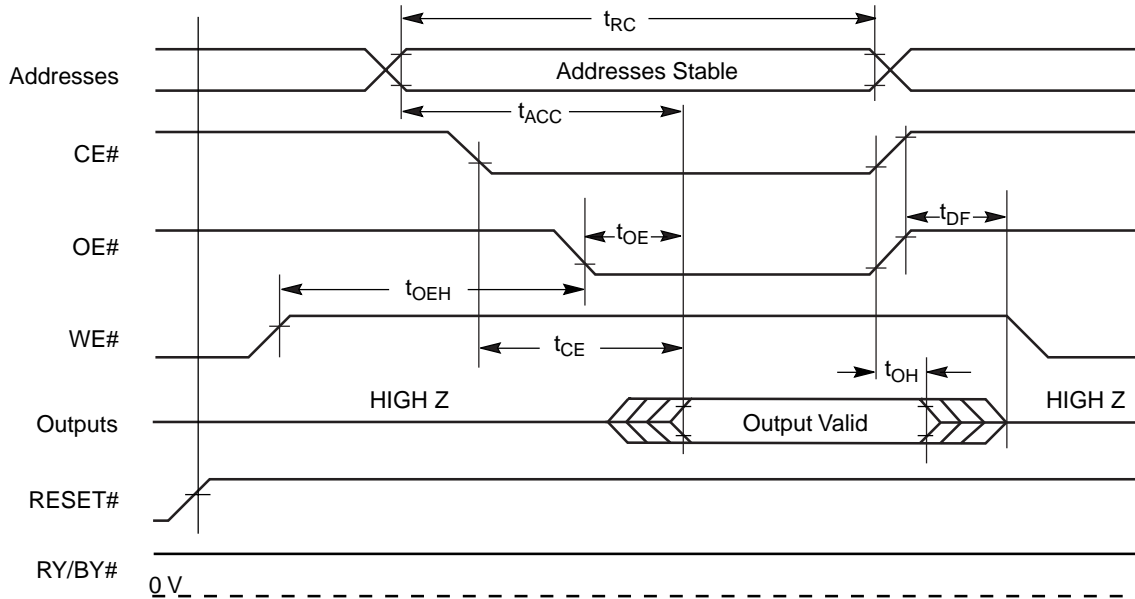 tRC
Addresses
Addresses Stable
tACC
CE#
OE#
tOE
tDF
tOEH
WE#
tCE
tOH
HIGH Z
HIGH Z
Outputs
Output Valid
RESET#
RY/BY#
0 V